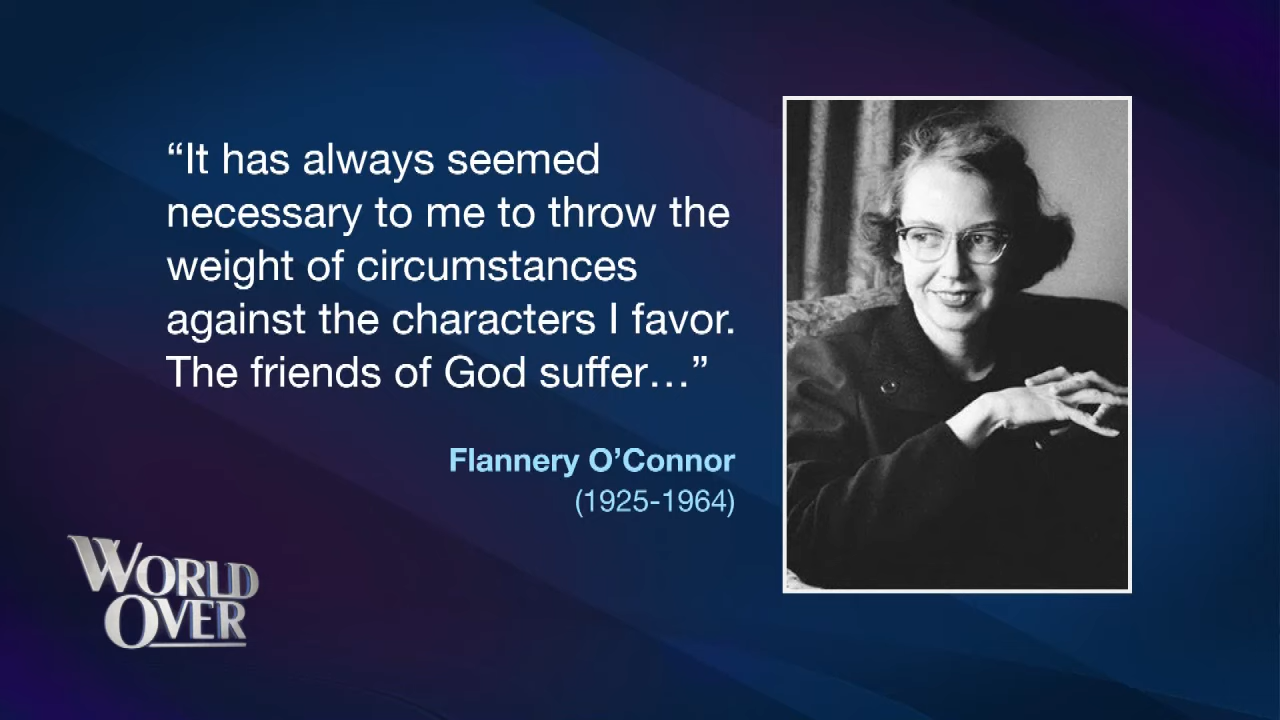 “It has always seemed
necessary to me to throw the
weight of circumstances
against the characters I favor.
The friends of God suffer…”
Flannery O’Connor
(1925-1964)
WORLD
OVER